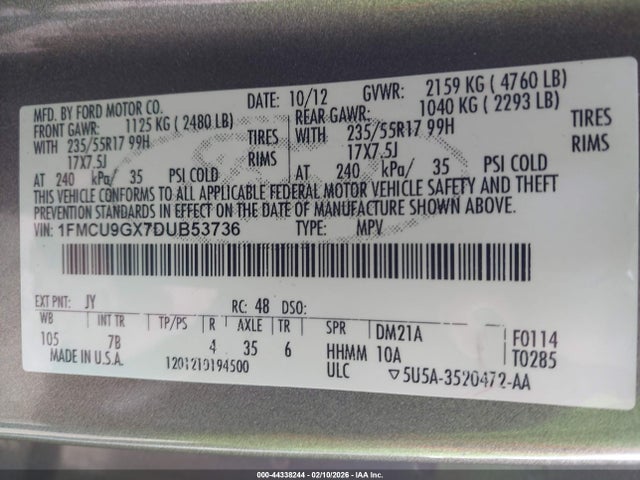 MFD. BY FORD MOTOR CO. DATE: 10/12 GVWR: 2159 KG ( 4760 LB)
FRONT GAWR: 1125 KG ( 2480 LB) REAR GAWR: 1040 KG ( 2293 LB)
WITH 235/55R17 99H TIRES WITH 235/55R17 99H TIRES
17X7.5J RIMS 17X7.5J RIMS
AT 240 kPa/ 35 PSI COLD AT 240 kPa/ 35 PSI COLD
THIS VEHICLE CONFORMS TO ALL APPLICABLE FEDERAL MOTOR VEHICLE SAFETY AND THEFT
PREVENTION STANDARDS IN EFFECT ON THE DATE OF MANUFACTURE SHOWN ABOVE.
VIN: 1FMCU9GX7DUB53736 TYPE: MPV
EXT PNT: JY RC: 48 DSO:
WB INT TR TP/PS R AXLE TR SPR DM21A F0114
105 7B 4 35 6 HHMM 10A T0285
MADE IN U.S.A. 1201210194500 ULC ▽5U5A-3520472-AA
000-44338244 - 02/10/2026 - IAA Inc.